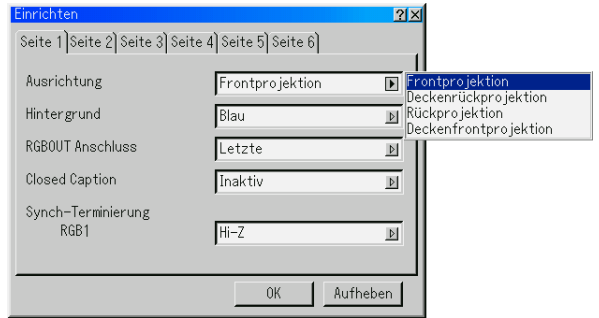 Einrichten
Seite 1 Seite 2 Seite 3 Seite 4 Seite 5 Seite 6
Ausrichtung Frontprojektion
Frontprojektion
Deckenrückprojektion
Rückprojektion
Deckenfrontprojektion
Hintergrund Blau
RGBOUT Anschluss Letzte
Closed Caption Inaktiv
Synch-Terminierung
RGB1 Hi-Z
OK Aufheben